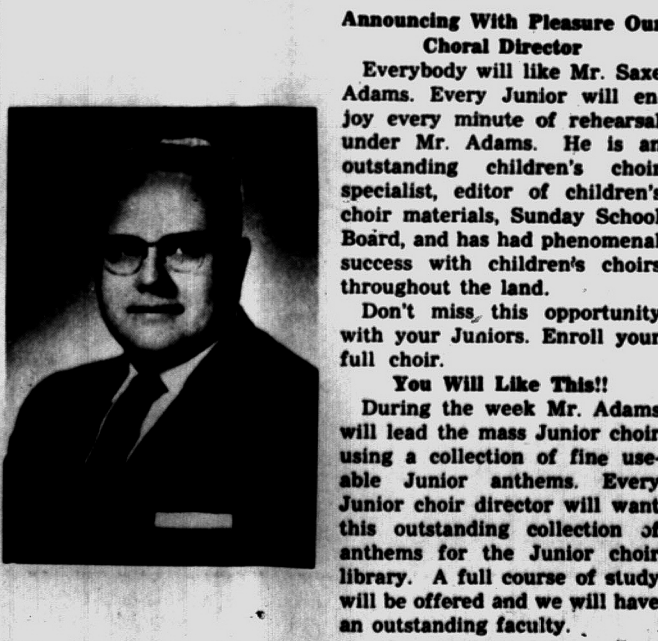 Announcing With Pleasure Our
Choral Director
Everybody will like Mr. Saxe
Adams. Every Junior will en
joy every minute of rehearsal
under Mr. Adams. He is an
outstanding children's choir
specialist, editor of children's
choir materials, Sunday School
Board, and has had phenomenal
success with children's choirs
throughout the land.
Don't miss this opportunity
with your Juniors. Enroll your
full choir.
You Will Like This!!
During the week Mr. Adams
will lead the mass Junior choir
using a collection of fine use-
able Junior anthems. Every
Junior choir director will want
this outstanding collection of
anthems for the Junior choir
library. A full course of study
will be offered and we will have
an outstanding faculty.